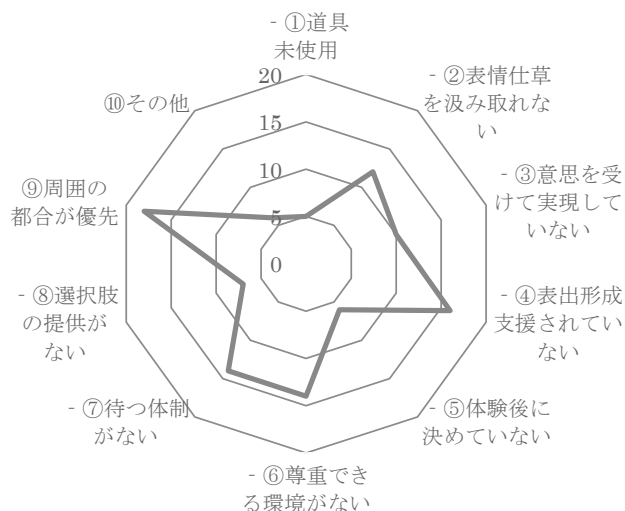 - ①道具
未使用
- ②表情仕草
を汲み取れな
い
- ③意思を受
けて実現して
いない
- ④表出形成
支援されてい
ない
- ⑤体験後に
決めていない
- ⑥尊重でき
る環境がない
- ⑦待つ体制
がない
- ⑧選択肢
の提供が
ない
⑨周囲の
都合が優先
⑩その他
20
15
10
5
0